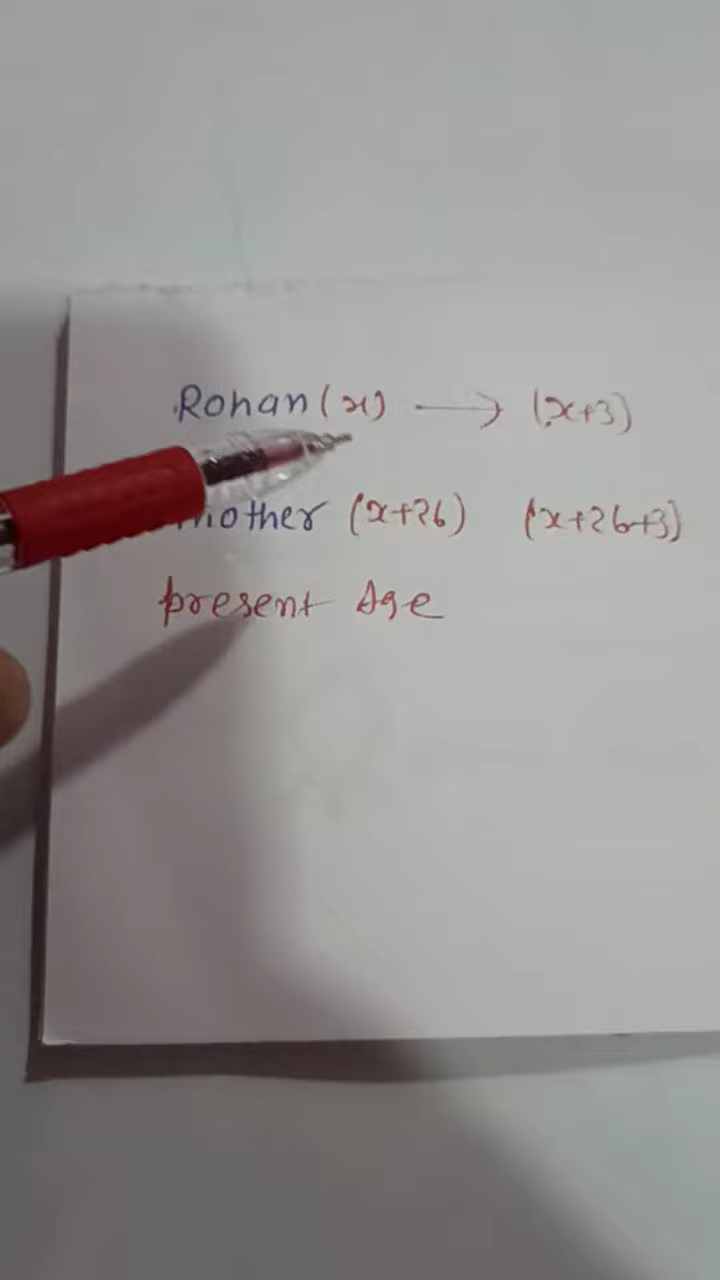 Rohan (x) ⟶ (x+3)
mother (x+26) (x+26+3)
present Age